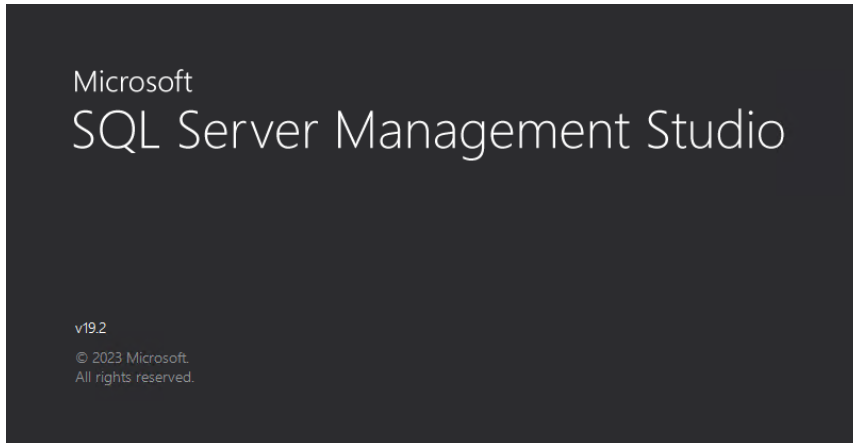 Microsoft
SQL Server Management Studio
v19.2
© 2023 Microsoft.
All rights reserved.